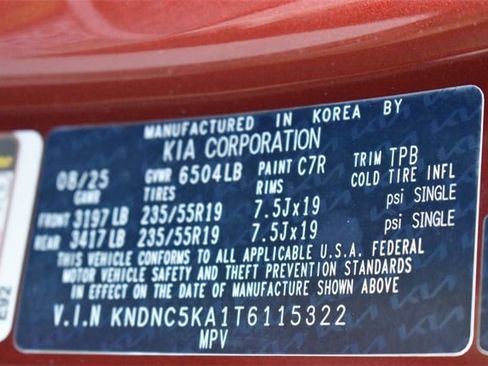 MANUFACTURED IN KOREA BY
KIA CORPORATION
08/25 GVWR 6504LB PAINT C7R TRIM TPB
GAWR TIRES RIMS COLD TIRE INFL
FRONT 3197LB 235/55R19 7.5Jx19 psi SINGLE
REAR 3417LB 235/55R19 7.5Jx19 psi SINGLE
THIS VEHICLE CONFORMS TO ALL APPLICABLE U.S.A. FEDERAL
MOTOR VEHICLE SAFETY AND THEFT PREVENTION STANDARDS
IN EFFECT ON THE DATE OF MANUFACTURE SHOWN ABOVE
V.I.N KNDNC5KA1T6115322
MPV
E92